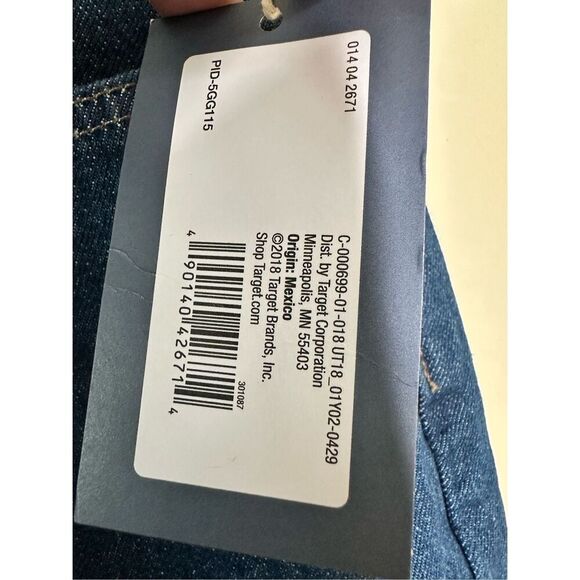 014 04 2671
C-000699-01-018 UT18_01Y02-0429
Dist. by Target Corporation
Minneapolis, MN 55403
Origin: Mexico
©2018 Target Brands, Inc.
Shop Target.com
PID-5GG115
301087
4 90140 42671 4